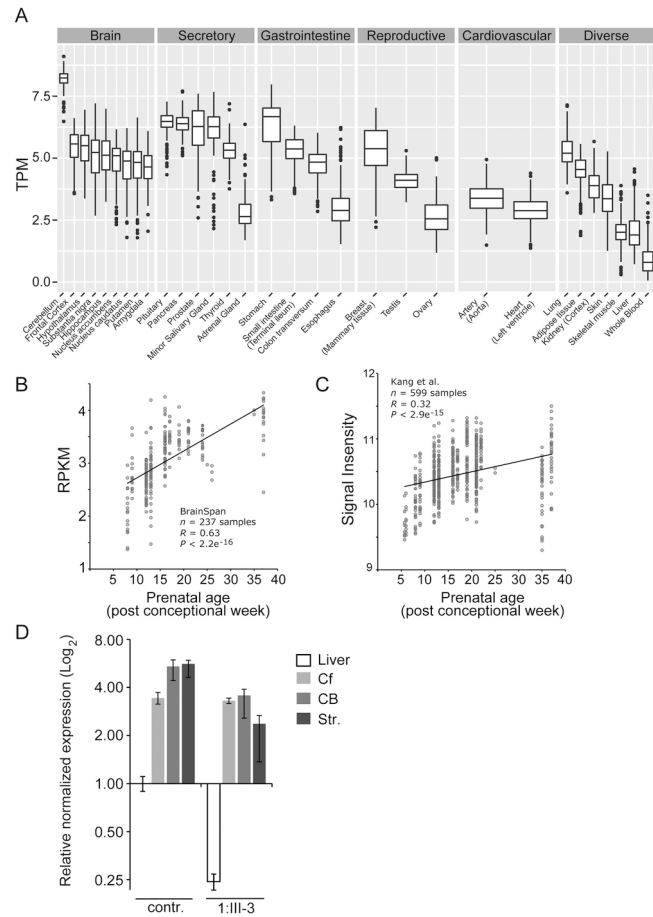 A
Brain Secretory Gastrointestine Reproductive Cardiovascular Diverse
TPM
7.5
5.0
2.5
0.0
Cerebellum
Frontal Cortex
Hypothalamus
Substantia nigra
Hippocampus
Nucleus accumbens
Nucleus caudatus
Putamen
Amygdala
Pituitary
Pancreas
Prostate
Minor Salivary Gland
Thyroid
Adrenal Gland
Stomach
Small intestine
(Terminal ileum)
Colon transversum
Esophagus
Breast
(Mammary tissue)
Testis
Ovary
Artery
(Aorta)
Heart
(Left ventricle)
Lung
Adipose tissue
Kidney (Cortex)
Skin
Skeletal muscle
Liver
Whole Blood
B
RPKM
4
3
2
1
BrainSpan
n = 237 samples
R = 0.63
P < 2.2e-16
5 10 15 20 25 30 35 40
Prenatal age
(post conceptional week)
C
Signal Insensity
12
11
10
9
Kang et al.
n = 599 samples
R = 0.32
P < 2.9e-15
5 10 15 20 25 30 35 40
Prenatal age
(post conceptional week)
D
Relative normalized expression (Log2)
8.00
4.00
2.00
1.00
0.50
0.25
contr. 1:III-3
Liver
Cf
CB
Str.